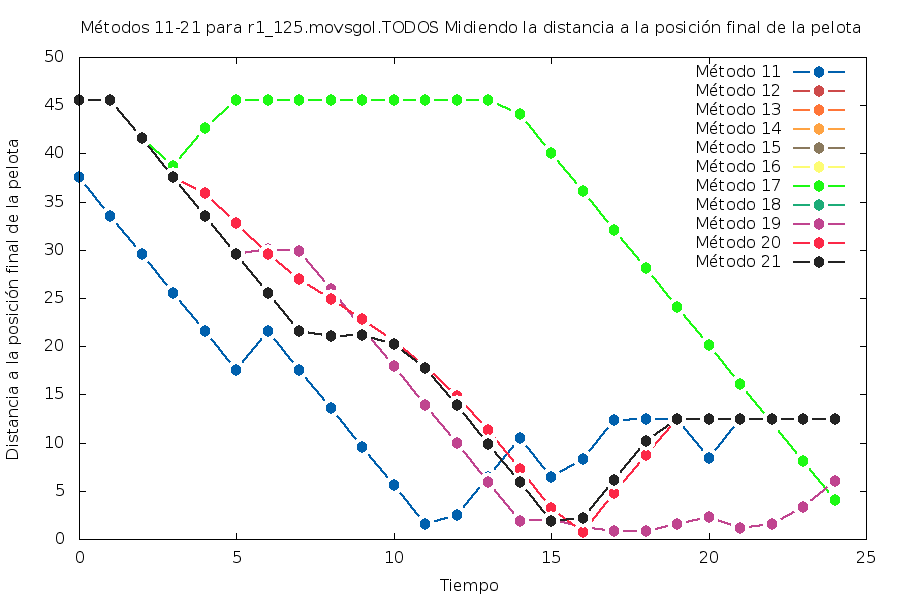 Métodos 11-21 para r1_125.movsgol.TODOS Midiendo la distancia a la posición final de la pelota
50
45
40
35
30
25
20
15
10
5
0
Distancia a la posición final de la pelota
Método 11
Método 12
Método 13
Método 14
Método 15
Método 16
Método 17
Método 18
Método 19
Método 20
Método 21
0 5 10 15 20 25
Tiempo